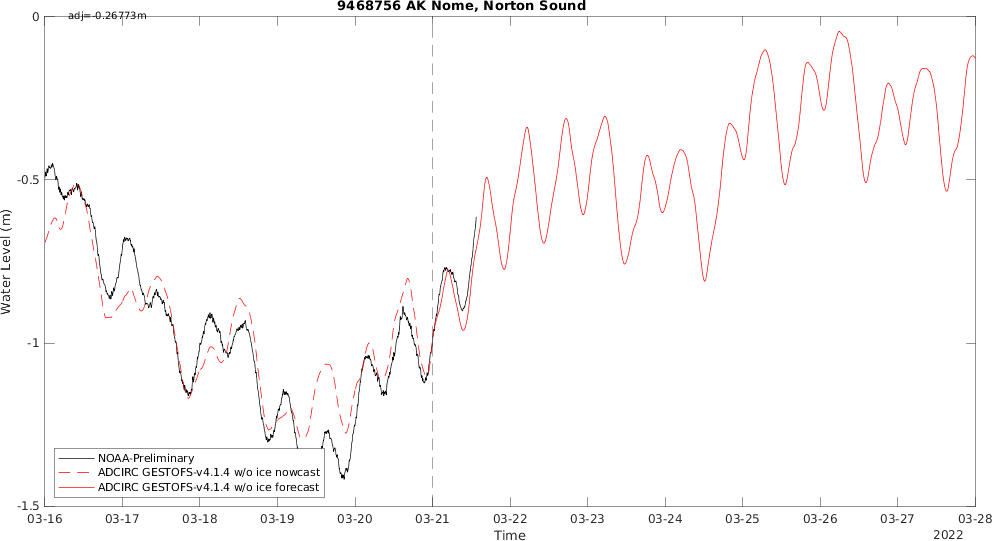 9468756 AK Nome, Norton Sound
adj=-0.26773m
0
-0.5
-1
-1.5
Water Level (m)
NOAA-Preliminary
ADCIRC GESTOFS-v4.1.4 w/o ice nowcast
ADCIRC GESTOFS-v4.1.4 w/o ice forecast
03-16 03-17 03-18 03-19 03-20 03-21 03-22 03-23 03-24 03-25 03-26 03-27 03-28
Time
2022